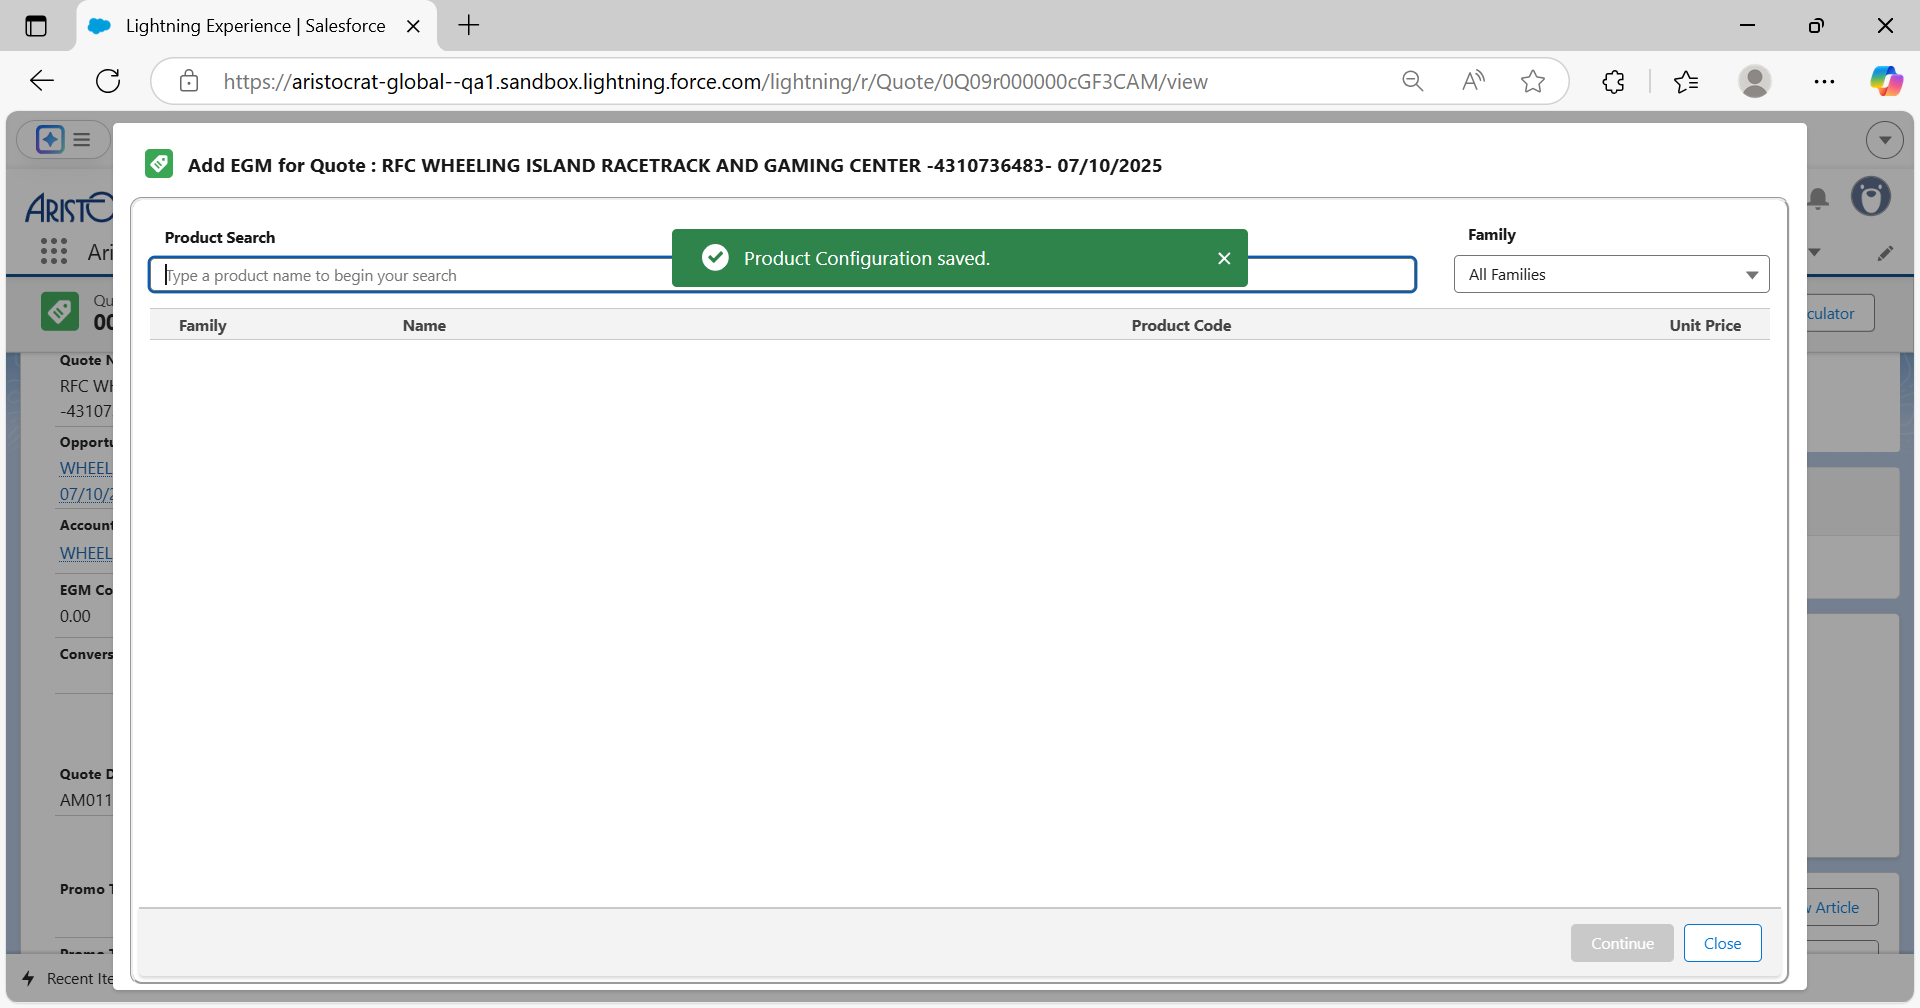 Lightning Experience | Salesforce
https://aristocrat-global--qa1.sandbox.lightning.force.com/lightning/r/Quote/0Q09r000000cGF3CAM/view
Add EGM for Quote : RFC WHEELING ISLAND RACETRACK AND GAMING CENTER -4310736483- 07/10/2025
ARISTO
Ari
Product Search
Family
Product Configuration saved.
Type a product name to begin your search
All Families
Family Name Product Code Unit Price
Qu
00
culator
Quote N
RFC WH
-43107
Opportu
WHEEL
07/10/2
Account
WHEEL
EGM Co
0.00
Convers
Quote D
AM011
Promo T
w Article
Continue
Close
Promo T
Recent Ite